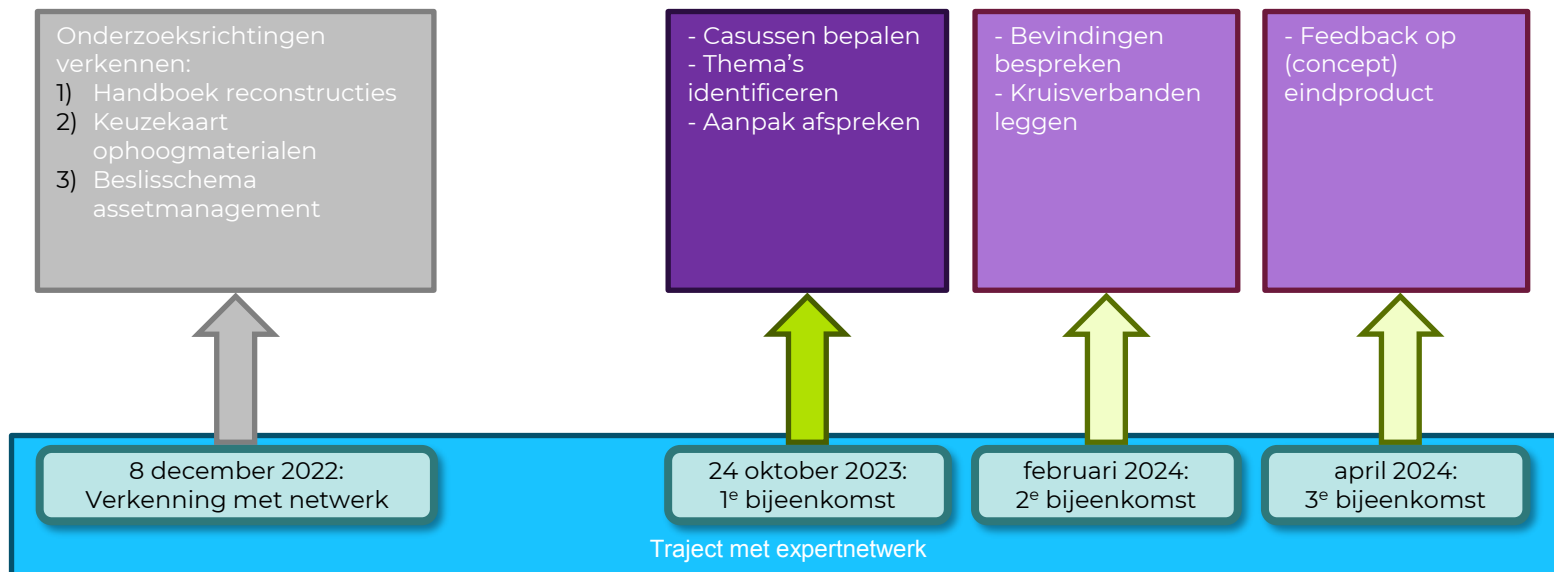 Onderzoeksrichtingen
verkennen:
1) Handboek reconstructies
2) Keuzekaart
ophoogmaterialen
3) Beslisschema
assetmanagement
- Casussen bepalen
- Thema’s
identificeren
- Aanpak afspreken
- Bevindingen
bespreken
- Kruisverbanden
leggen
- Feedback op
(concept)
eindproduct
8 december 2022:
Verkenning met netwerk
24 oktober 2023:
1e bijeenkomst
februari 2024:
2e bijeenkomst
april 2024:
3e bijeenkomst
Traject met expertnetwerk